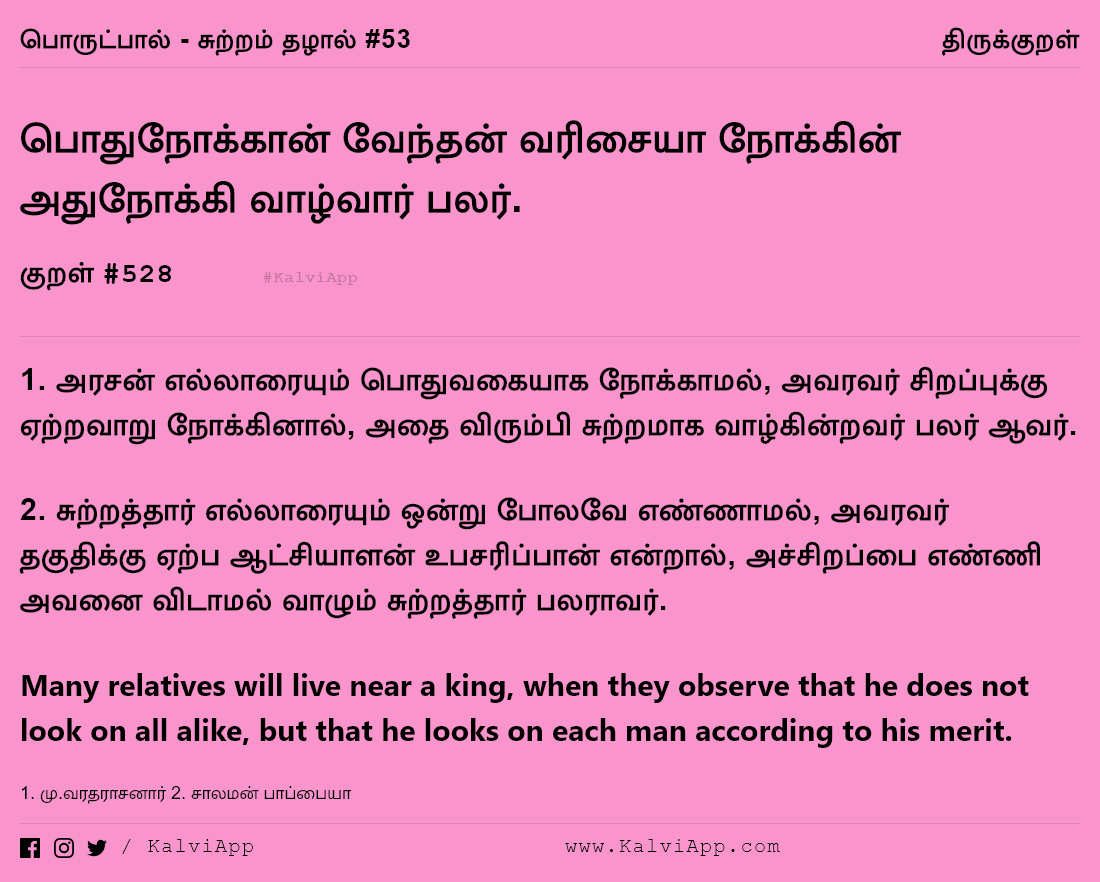 பொருட்பால் - சுற்றம் தழால் #53 திருக்குறள்
பொதுநோக்கான் வேந்தன் வரிசையா நோக்கின்
அதுநோக்கி வாழ்வார் பலர்.
குறள் #528 #KalviApp
1. அரசன் எல்லாரையும் பொதுவகையாக நோக்காமல், அவரவர் சிறப்புக்கு
ஏற்றவாறு நோக்கினால், அதை விரும்பி சுற்றமாக வாழ்கின்றவர் பலர் ஆவர்.
2. சுற்றத்தார் எல்லாரையும் ஒன்று போலவே எண்ணாமல், அவரவர்
தகுதிக்கு ஏற்ப ஆட்சியாளன் உபசரிப்பான் என்றால், அச்சிறப்பை எண்ணி
அவனை விடாமல் வாழும் சுற்றத்தார் பலராவர்.
Many relatives will live near a king, when they observe that he does not
look on all alike, but that he looks on each man according to his merit.
1. மு.வரதராசனார் 2. சாலமன் பாப்பையா
/ KalviApp www.KalviApp.com